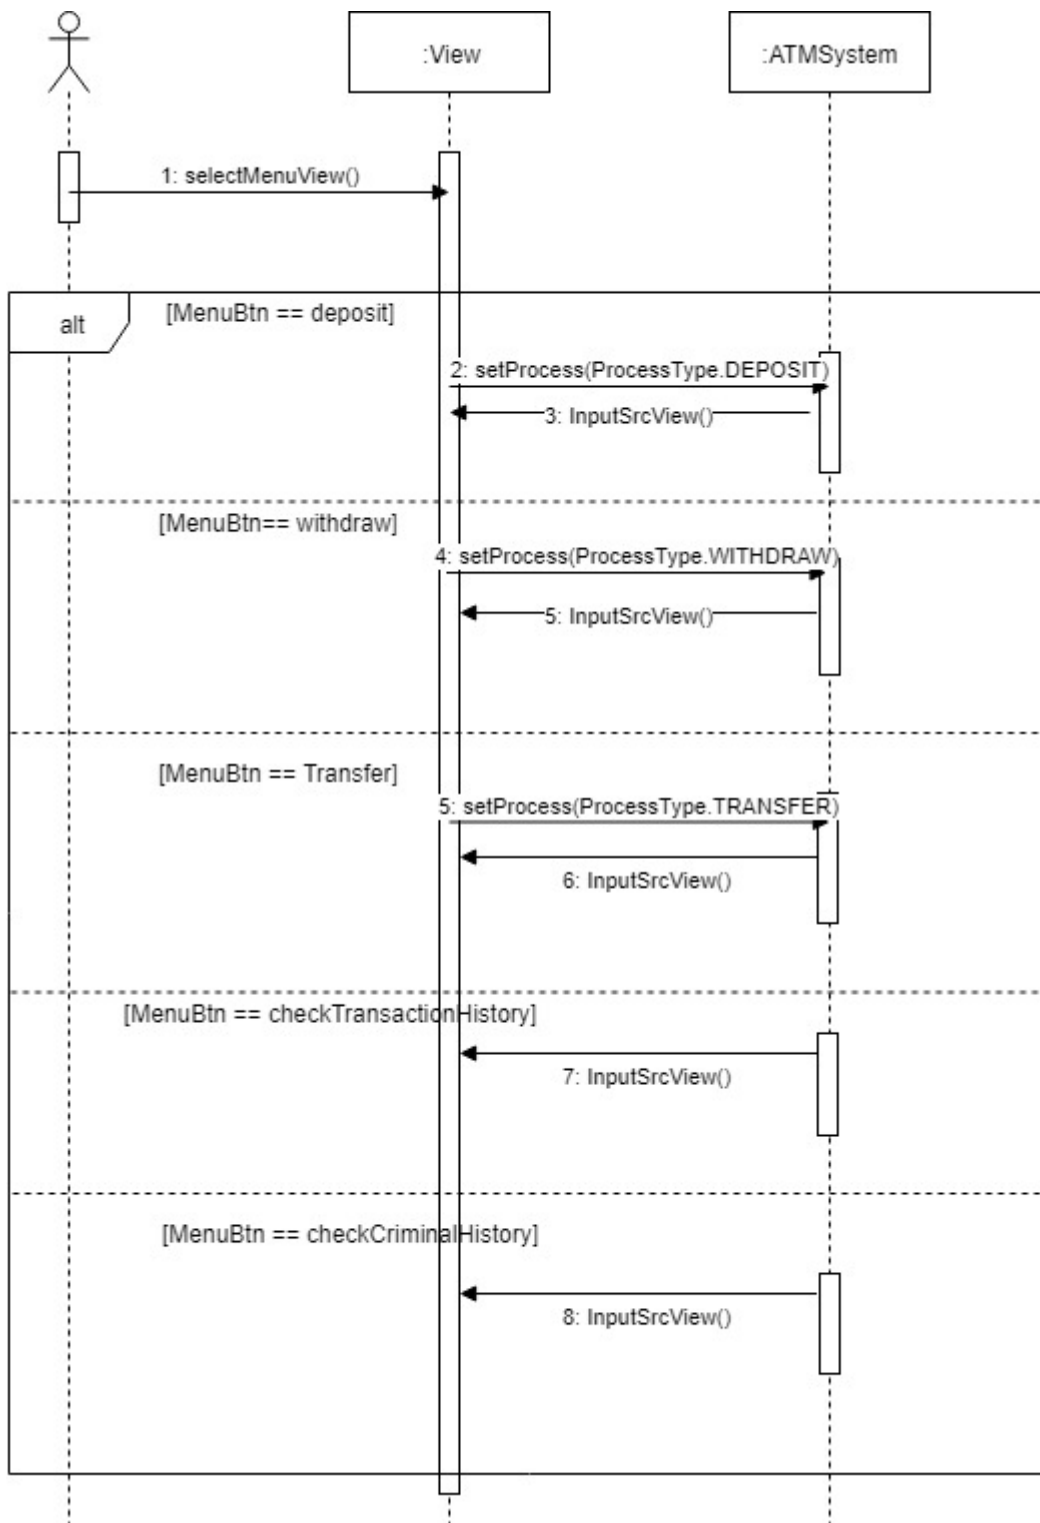 :View
:ATMSystem
1: selectMenuView()
alt
[MenuBtn == deposit]
2: setProcess(ProcessType.DEPOSIT)
3: InputSrcView()
[MenuBtn== withdraw]
4: setProcess(ProcessType.WITHDRAW)
5: InputSrcView()
[MenuBtn == Transfer]
5: setProcess(ProcessType.TRANSFER)
6: InputSrcView()
[MenuBtn == checkTransactionHistory]
7: InputSrcView()
[MenuBtn == checkCriminalHistory]
8: InputSrcView()